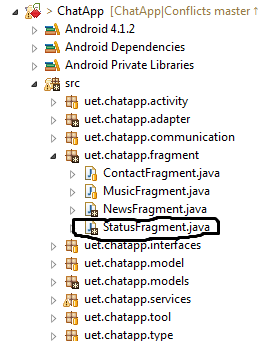 > ChatApp [ChatApp|Conflicts master ↑
Android 4.1.2
Android Dependencies
Android Private Libraries
src
uet.chatapp.activity
uet.chatapp.adapter
uet.chatapp.communication
uet.chatapp.fragment
ContactFragment.java
MusicFragment.java
NewsFragment.java
StatusFragment.java
uet.chatapp.interfaces
uet.chatapp.model
uet.chatapp.models
uet.chatapp.services
uet.chatapp.tool
uet.chatapp.type